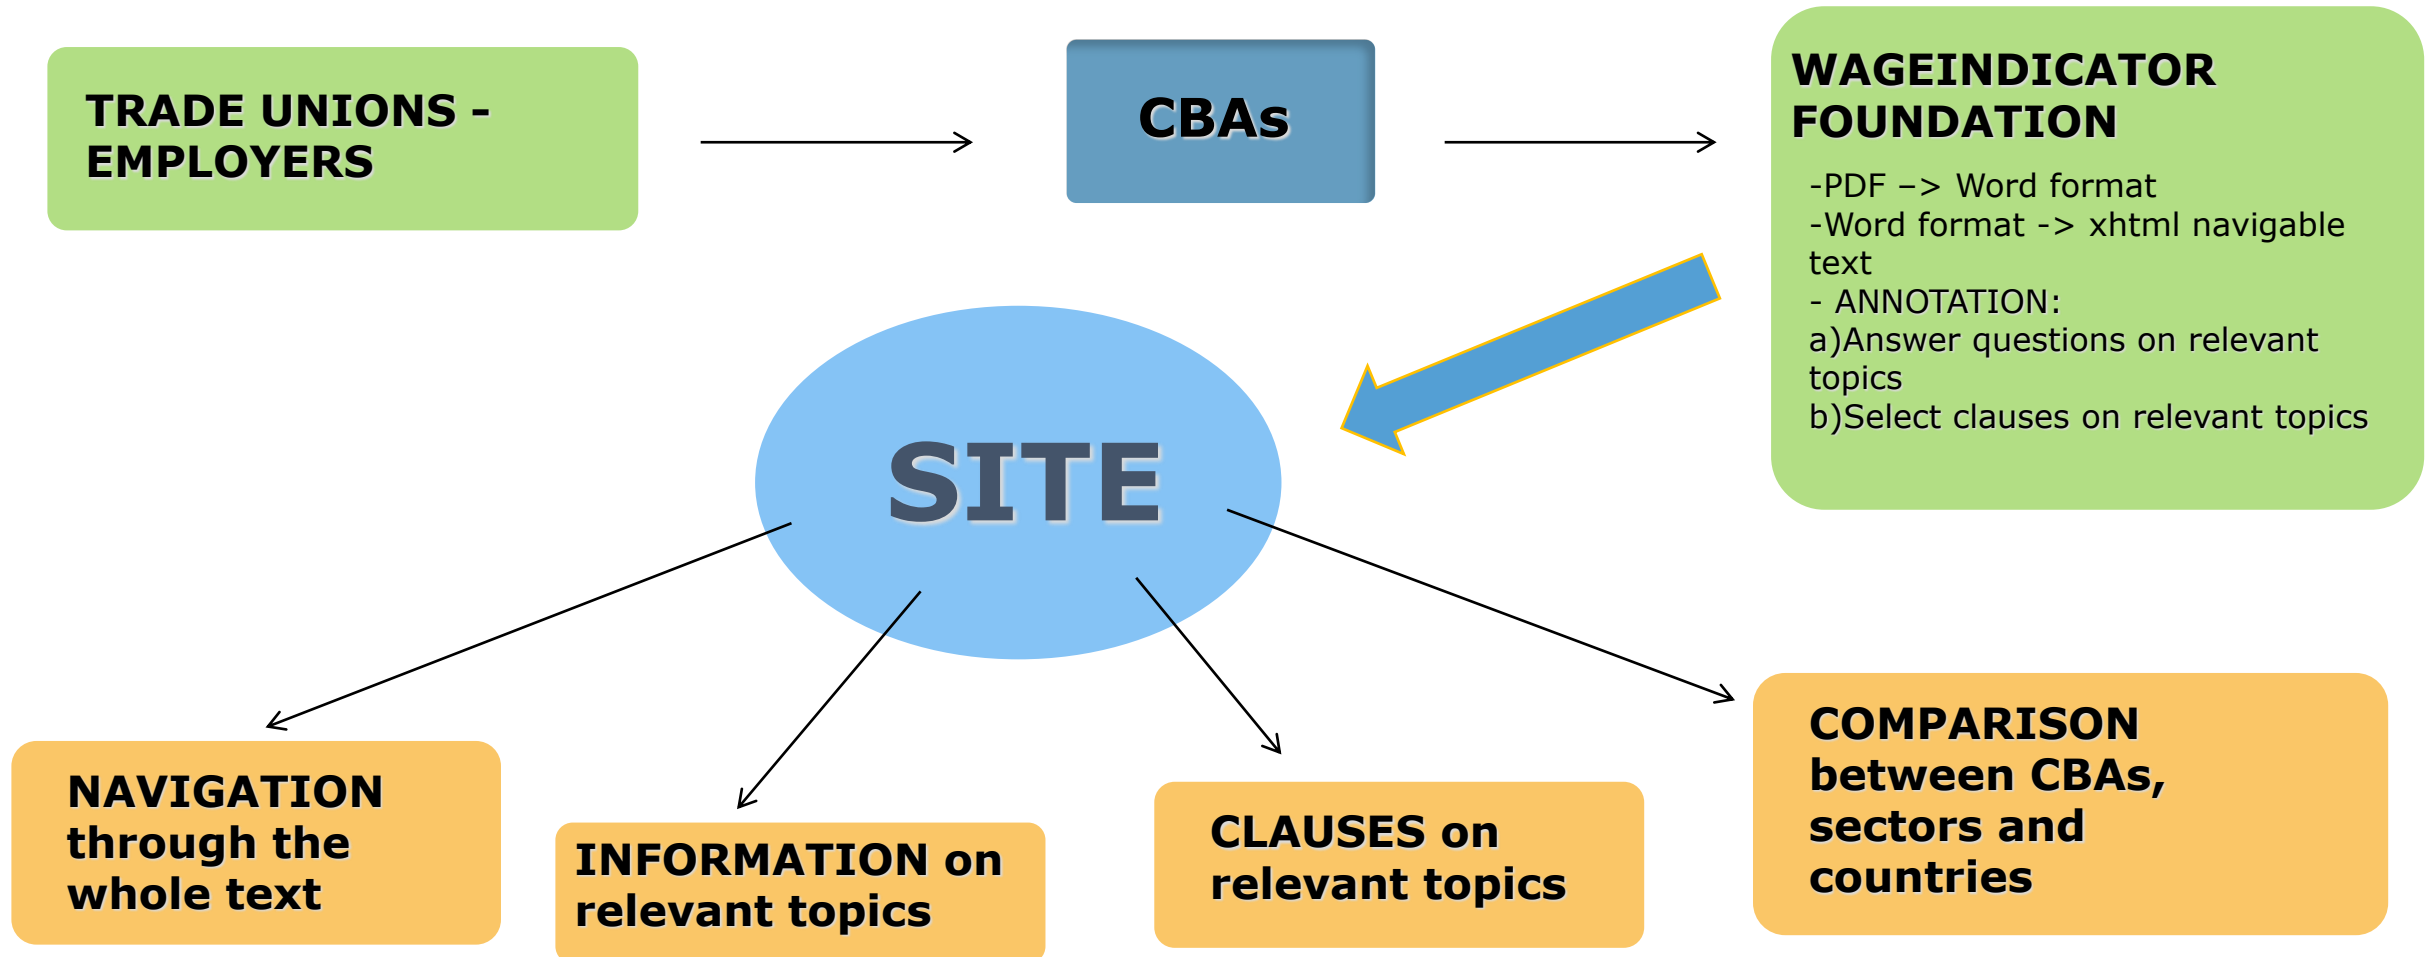 TRADE UNIONS –
EMPLOYERS
CBAs
WAGEINDICATOR
FOUNDATION
-PDF –> Word format
-Word format -> xhtml navigable
text
- ANNOTATION:
a)Answer questions on relevant
topics
b)Select clauses on relevant topics
SITE
NAVIGATION
through the
whole text
INFORMATION on
relevant topics
CLAUSES on
relevant topics
COMPARISON
between CBAs,
sectors and
countries